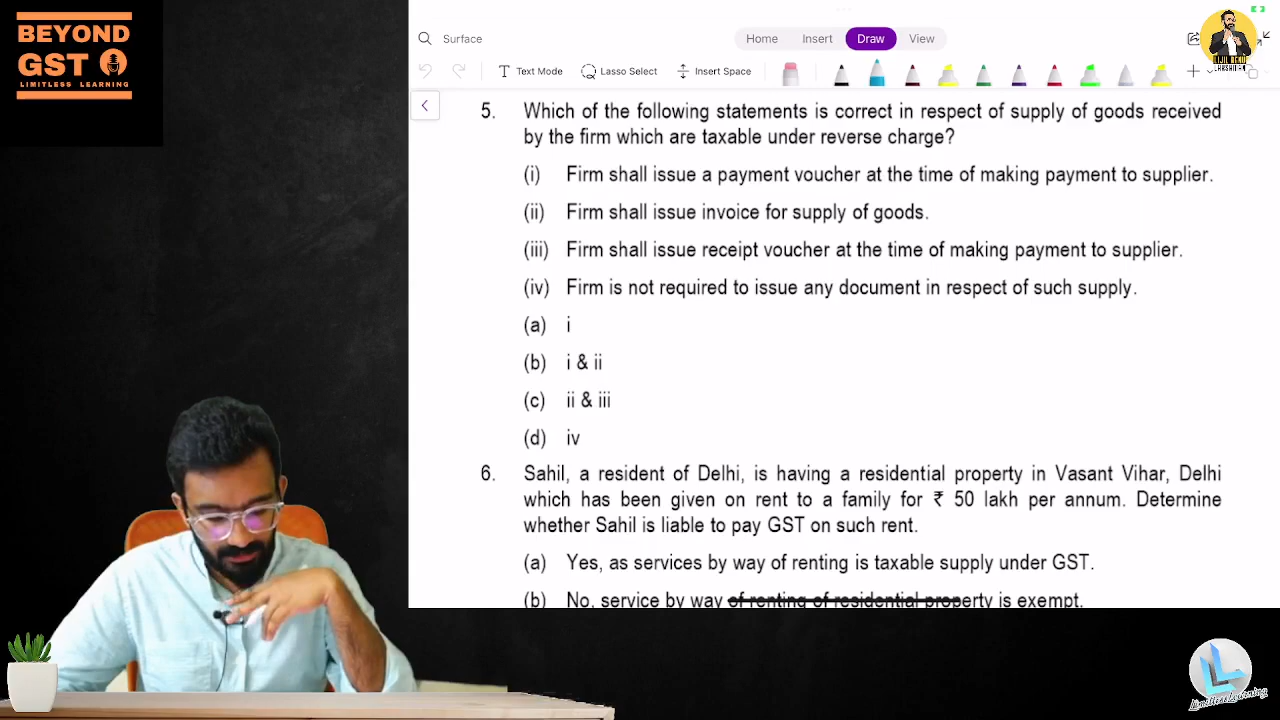 BEYOND
GST
LIMITLESS LEARNING
Surface
Home Insert Draw View
Text Mode Lasso Select Insert Space
5. Which of the following statements is correct in respect of supply of goods received
by the firm which are taxable under reverse charge?
(i) Firm shall issue a payment voucher at the time of making payment to supplier.
(ii) Firm shall issue invoice for supply of goods.
(iii) Firm shall issue receipt voucher at the time of making payment to supplier.
(iv) Firm is not required to issue any document in respect of such supply.
(a) i
(b) i & ii
(c) ii & iii
(d) iv
6. Sahil, a resident of Delhi, is having a residential property in Vasant Vihar, Delhi
which has been given on rent to a family for ₹ 50 lakh per annum. Determine
whether Sahil is liable to pay GST on such rent.
(a) Yes, as services by way of renting is taxable supply under GST.
(b) No, service by way of renting of residential property is exempt.
Limitless Learning